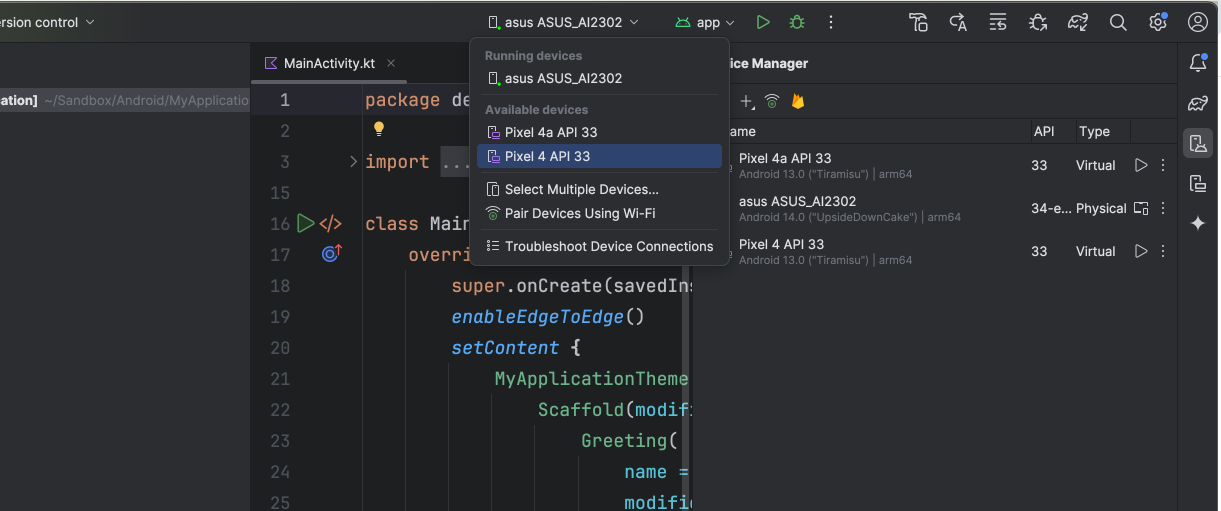 ersion control
asus ASUS_AI2302
app
MainActivity.kt
Running devices
asus ASUS_AI2302
Available devices
Pixel 4a API 33
Pixel 4 API 33
Select Multiple Devices...
Pair Devices Using Wi-Fi
Troubleshoot Device Connections
ice Manager
ame API Type
Pixel 4a API 33 33 Virtual
Android 13.0 ("Tiramisu") | arm64
asus ASUS_AI2302 34-e... Physical
Android 14.0 ("UpsideDownCake") | arm64
Pixel 4 API 33 33 Virtual
Android 13.0 ("Tiramisu") | arm64
ation] ~/Sandbox/Android/MyApplication
1 package de
2
3 import ...
15
16 class Main
17 overri
18 super.onCreate(savedIns
19 enableEdgeToEdge()
20 setContent {
21 MyApplicationTheme
22 Scaffold(modifi
23 Greeting(
24 name =
25 modifie